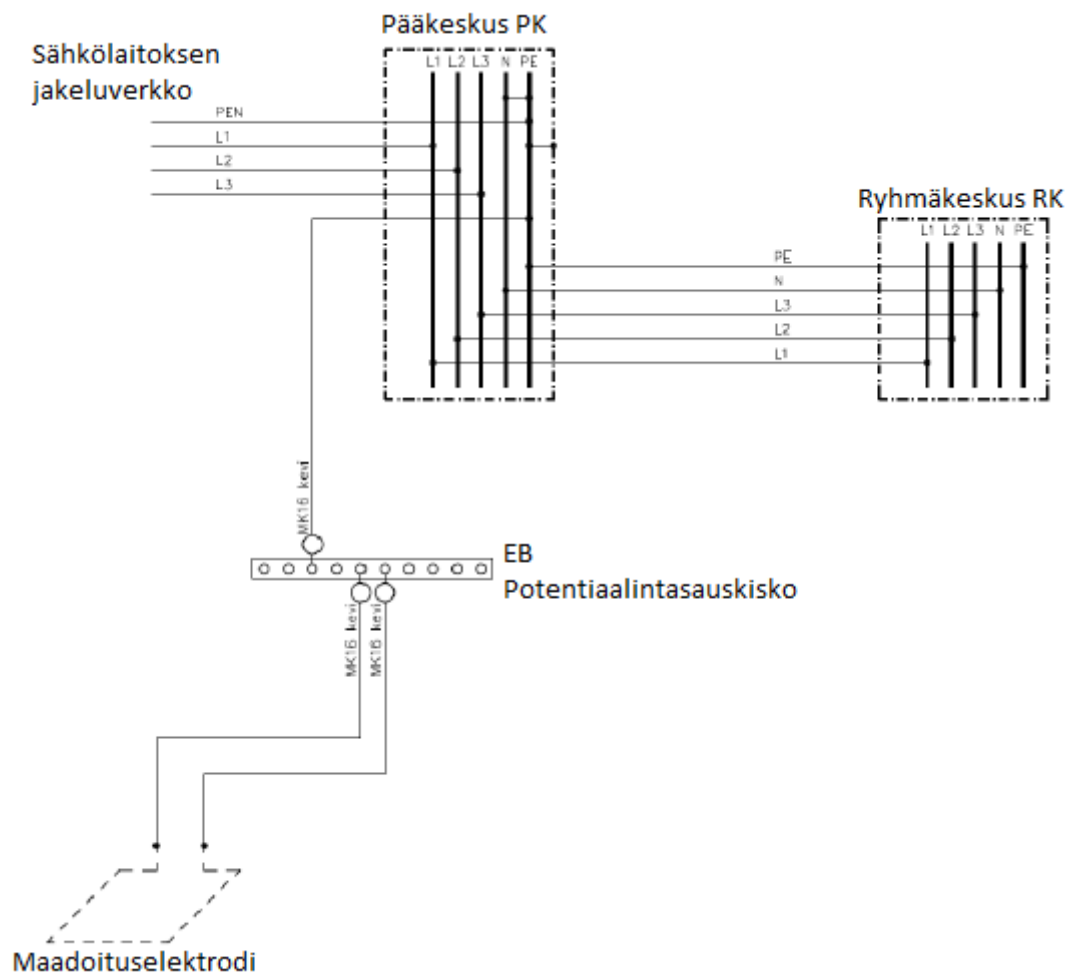 Pääkeskus PK
Sähkölaitoksen
jakeluverkko
L1 L2 L3 N PE
PEN
L1
L2
L3
Ryhmäkeskus RK
L1 L2 L3 N PE
PE
N
L3
L2
L1
MK16 kevi
EB
Potentiaalintasauskisko
MK16 kevi
MK16 kevi
Maadoituselektrodi